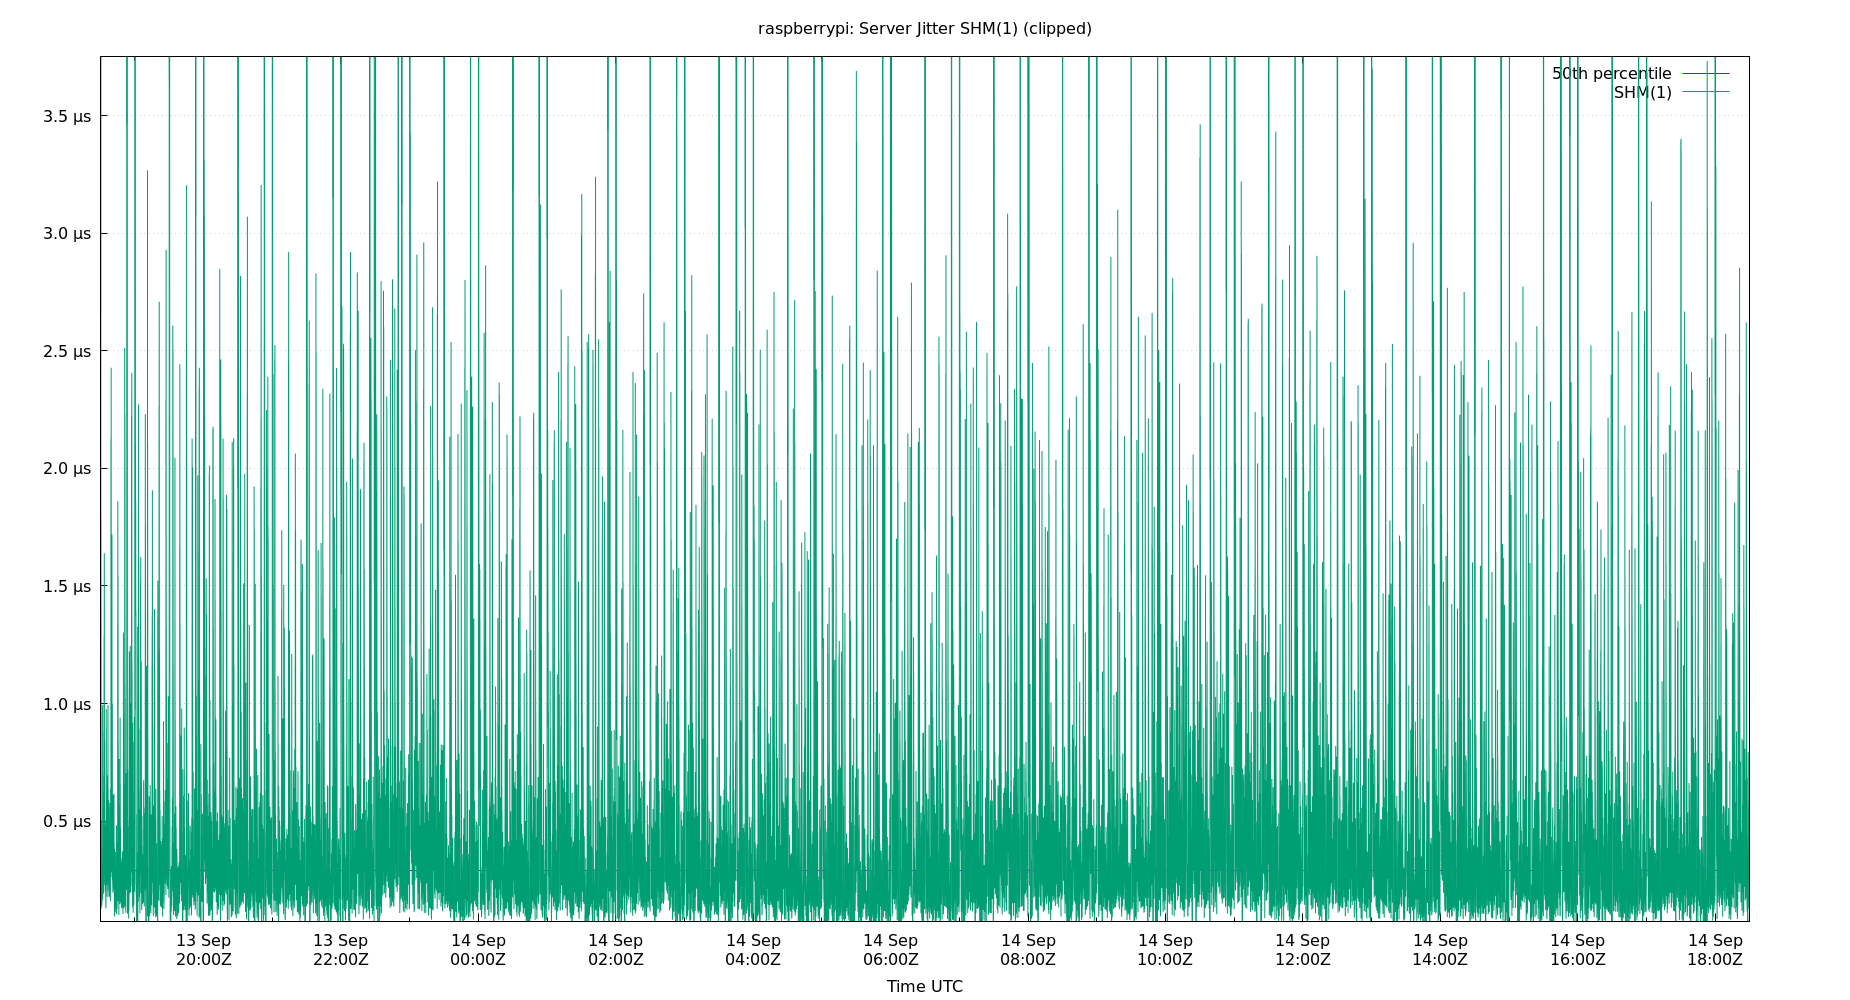 raspberrypi: Server Jitter SHM(1) (clipped)
50th percentile
SHM(1)
3.5 µs
3.0 µs
2.5 µs
2.0 µs
1.5 µs
1.0 µs
0.5 µs
13 Sep 13 Sep 14 Sep 14 Sep 14 Sep 14 Sep 14 Sep 14 Sep 14 Sep 14 Sep 14 Sep 14 Sep
20:00Z 22:00Z 00:00Z 02:00Z 04:00Z 06:00Z 08:00Z 10:00Z 12:00Z 14:00Z 16:00Z 18:00Z
Time UTC